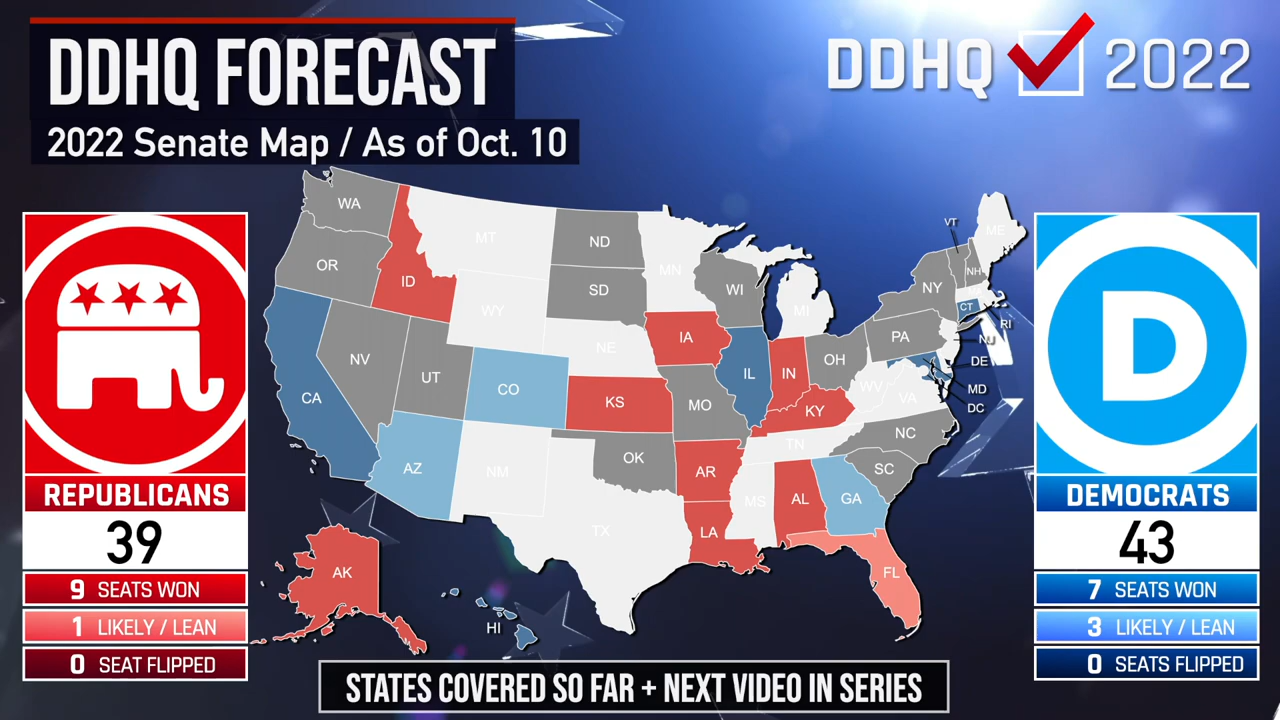 DDHQ FORECAST
2022 Senate Map / As of Oct. 10
DDHQ 2022
REPUBLICANS
39
9 SEATS WON
1 LIKELY / LEAN
0 SEAT FLIPPED
WA
OR
CA
NV
ID
MT
WY
UT
AZ
CO
NM
ND
SD
NE
KS
OK
TX
MN
IA
MO
AR
LA
WI
IL
MS
MI
IN
KY
TN
AL
OH
WV
VA
NC
SC
GA
FL
PA
NY
VT
NH
ME
CT
RI
NJ
DE
MD
DC
AK
HI
D
DEMOCRATS
43
7 SEATS WON
3 LIKELY / LEAN
0 SEATS FLIPPED
STATES COVERED SO FAR + NEXT VIDEO IN SERIES